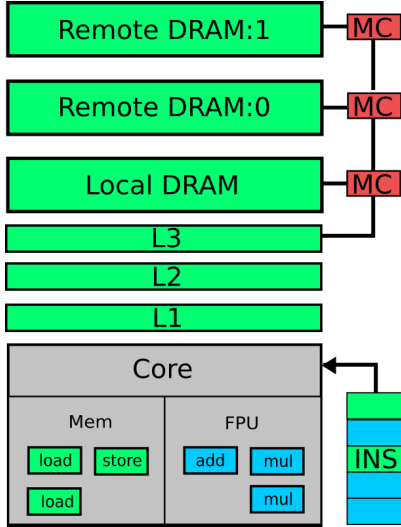 Remote DRAM:1
MC
Remote DRAM:0
MC
Local DRAM
MC
L3
L2
L1
Core
Mem
FPU
load
store
add
mul
load
mul
INS